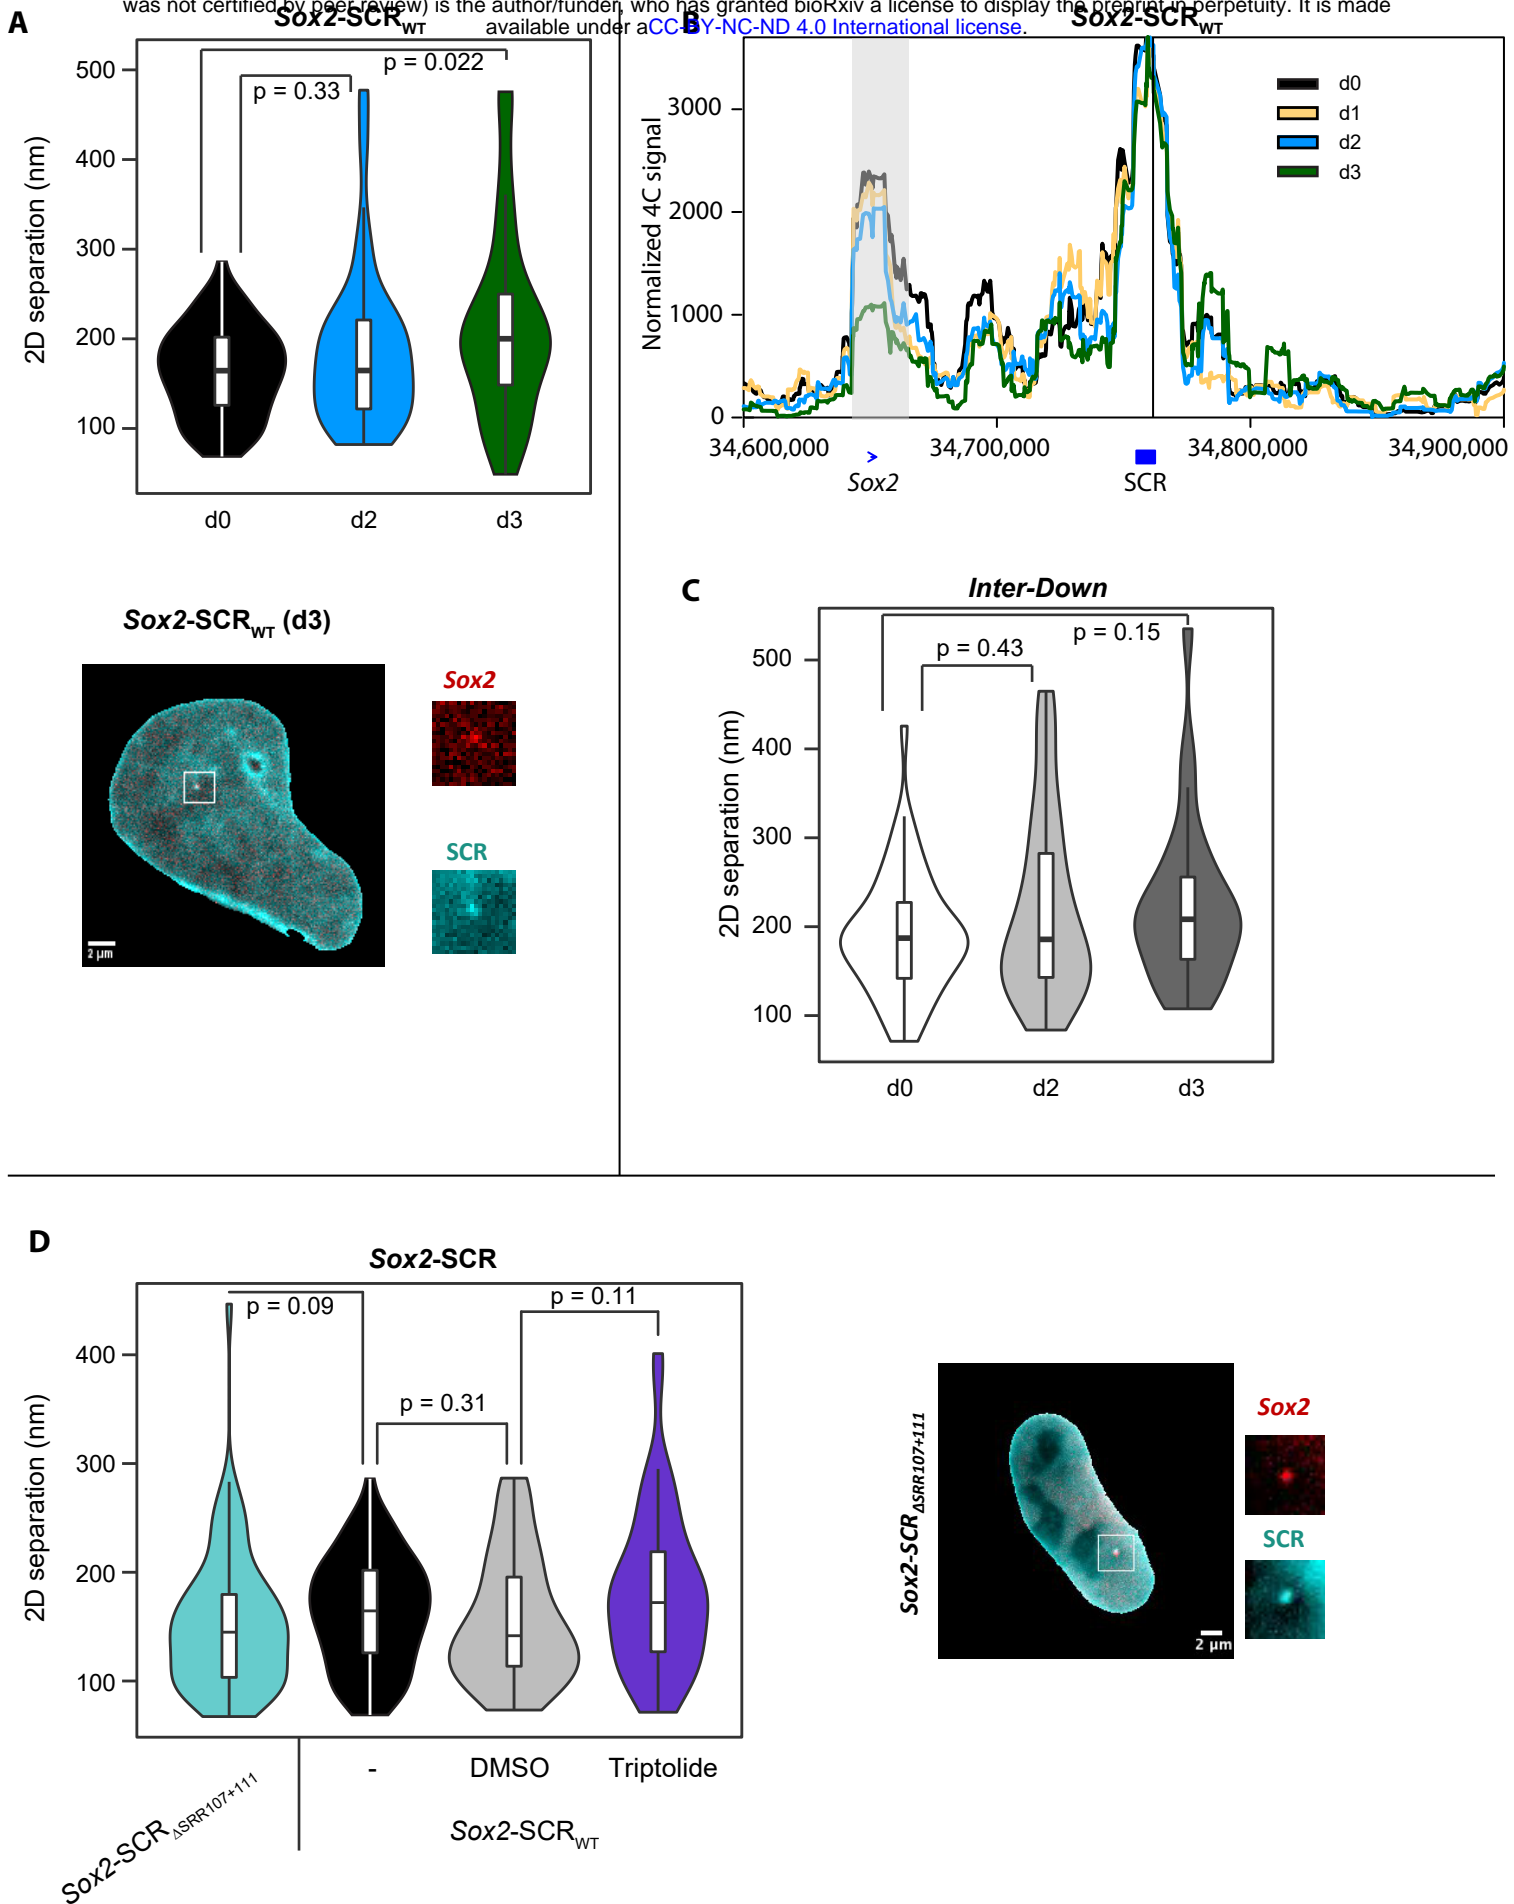 was not certified by peer review) is the author/funder, who has granted bioRxiv a license to display the preprint in perpetuity. It is made
available under aCC-BY-NC-ND 4.0 International license.
A
Sox2-SCRWT
2D separation (nm)
500
400
300
200
100
p = 0.022
p = 0.33
d0 d2 d3
Sox2-SCRWT (d3)
2 µm
Sox2
SCR
B
Sox2-SCRWT
Normalized 4C signal
3000
2000
1000
0
d0
d1
d2
d3
34,600,000 34,700,000 34,800,000 34,900,000
>
Sox2 SCR
C
Inter-Down
2D separation (nm)
500
400
300
200
100
p = 0.15
p = 0.43
d0 d2 d3
D
Sox2-SCR
2D separation (nm)
400
300
200
100
p = 0.09
p = 0.31
p = 0.11
- DMSO Triptolide
Sox2-SCRΔSRR107+111
Sox2-SCRWT
Sox2-SCRΔSRR107+111
2 µm
Sox2
SCR